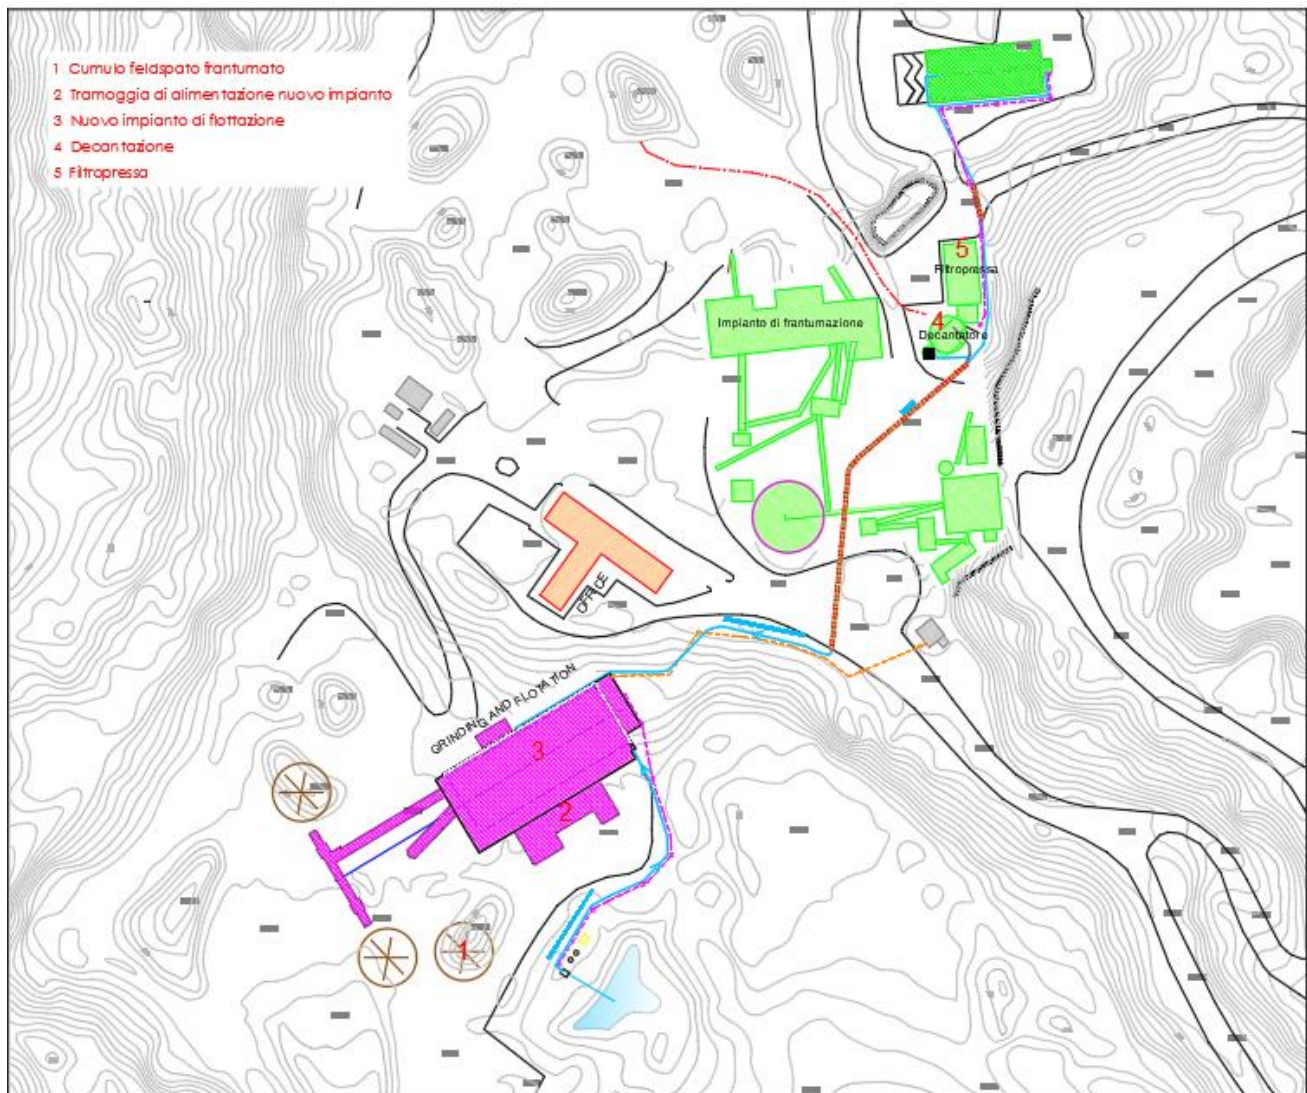 1 Cumulo feldspato frantumato
2 Tramoggia di alimentazione nuovo impianto
3 Nuovo impianto di flottazione
4 Decantazione
5 Filtropressa
5
Filtropressa
Impianto di frantumazione
4
Decantatore
OFFICE
GRINDING AND FLOTATION
3
2
1